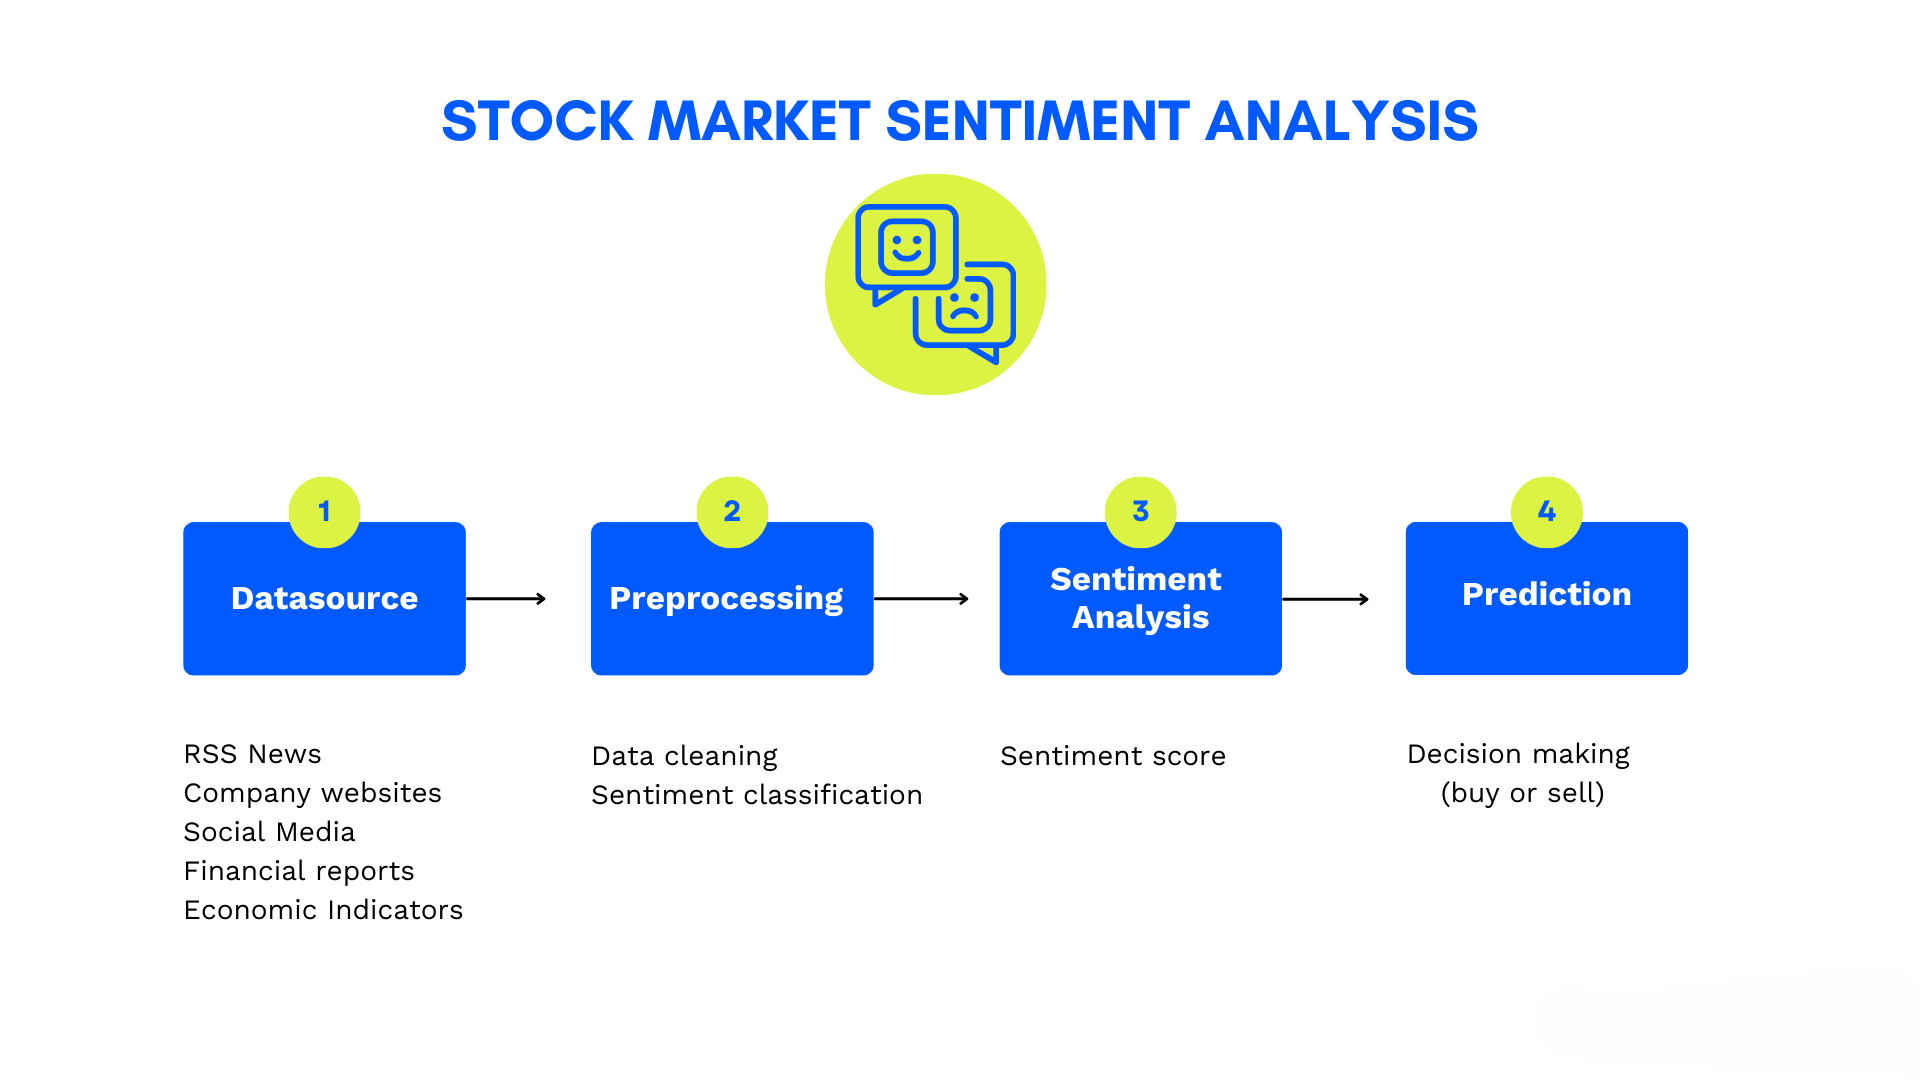 STOCK MARKET SENTIMENT ANALYSIS
1
Datasource
RSS News
Company websites
Social Media
Financial reports
Economic Indicators
2
Preprocessing
Data cleaning
Sentiment classification
3
Sentiment
Analysis
Sentiment score
4
Prediction
Decision making
(buy or sell)